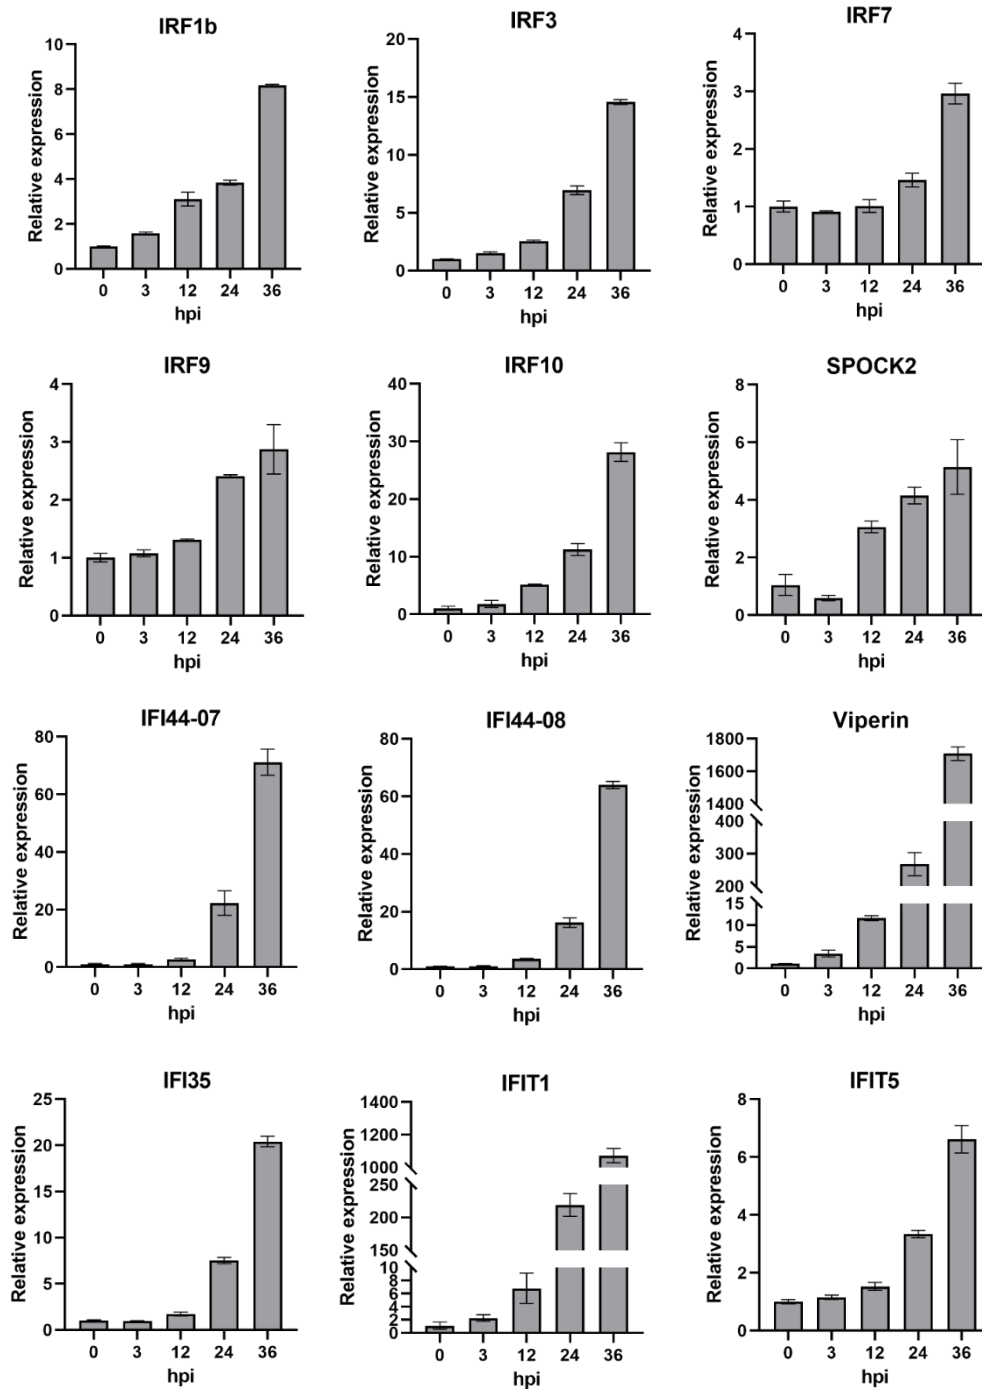 IRF1b
Relative expression
10
8
6
4
2
0
0 3 12 24 36
hpi
IRF3
Relative expression
20
15
10
5
0
0 3 12 24 36
hpi
IRF7
Relative expression
4
3
2
1
0
0 3 12 24 36
hpi
IRF9
Relative expression
4
3
2
1
0
0 3 12 24 36
hpi
IRF10
Relative expression
40
30
20
10
0
0 3 12 24 36
hpi
SPOCK2
Relative expression
8
6
4
2
0
0 3 12 24 36
hpi
IFI44-07
Relative expression
80
60
40
20
0
0 3 12 24 36
hpi
IFI44-08
Relative expression
80
60
40
20
0
0 3 12 24 36
hpi
Viperin
Relative expression
1800
1600
1400
400
300
200
15
10
5
0
0 3 12 24 36
hpi
IFI35
Relative expression
25
20
15
10
5
0
0 3 12 24 36
hpi
IFIT1
Relative expression
1400
1200
1000
250
200
150
10
8
6
4
2
0
0 3 12 24 36
hpi
IFIT5
Relative expression
8
6
4
2
0
0 3 12 24 36
hpi